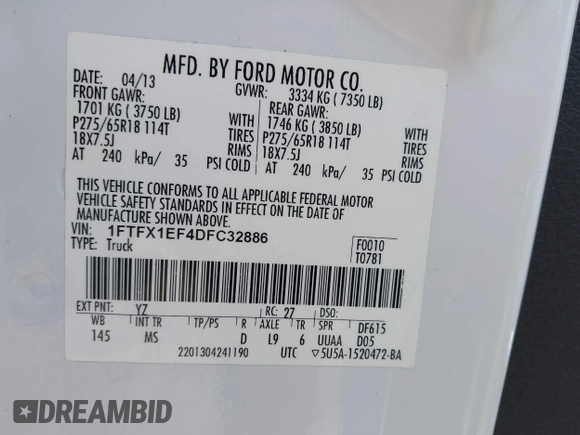 MFD. BY FORD MOTOR CO.
DATE: 04/13 GVWR: 3334 KG ( 7350 LB)
FRONT GAWR: REAR GAWR:
1701 KG ( 3750 LB) WITH 1746 KG ( 3850 LB) WITH
P275/65R18 114T TIRES P275/65R18 114T TIRES
18X7.5J RIMS 18X7.5J RIMS
AT 240 kPa/ 35 PSI COLD AT 240 kPa/ 35 PSI COLD
THIS VEHICLE CONFORMS TO ALL APPLICABLE FEDERAL MOTOR
VEHICLE SAFETY STANDARDS IN EFFECT ON THE DATE OF
MANUFACTURE SHOWN ABOVE.
VIN: 1FTFX1EF4DFC32886 F0010
TYPE: Truck T0781
EXT PNT: YZ RC: 27 DSO:
WB INT TR TP/PS R AXLE TR SPR DF615
145 MS D L9 6 UUAA D05
2201304241190 UTC ▽5U5A-1520472-BA
DREAMBID